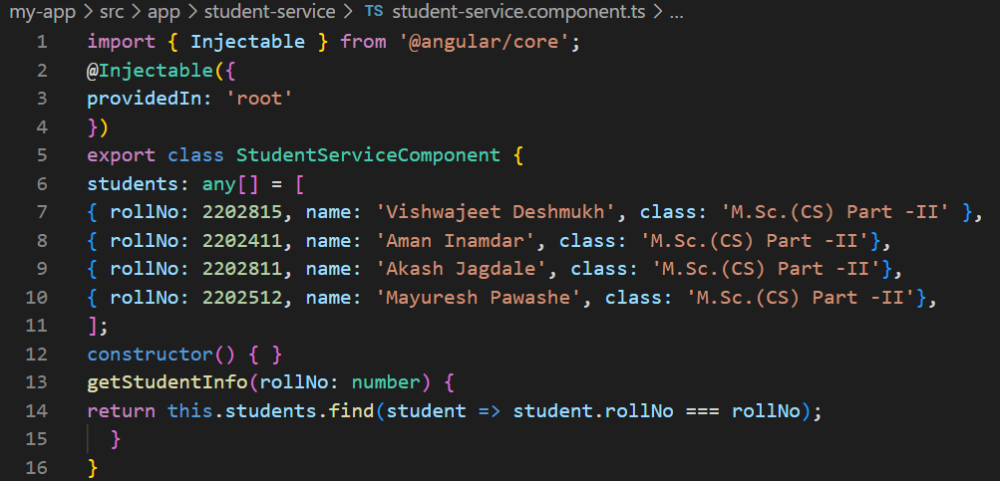 my-app > src > app > student-service > TS student-service.component.ts > ...
1 import { Injectable } from '@angular/core';
2 @Injectable({
3 providedIn: 'root'
4 })
5 export class StudentServiceComponent {
6 students: any[] = [
7 { rollNo: 2202815, name: 'Vishwajeet Deshmukh', class: 'M.Sc.(CS) Part -II' },
8 { rollNo: 2202411, name: 'Aman Inamdar', class: 'M.Sc.(CS) Part -II'},
9 { rollNo: 2202811, name: 'Akash Jagdale', class: 'M.Sc.(CS) Part -II'},
10 { rollNo: 2202512, name: 'Mayuresh Pawashe', class: 'M.Sc.(CS) Part -II'},
11 ];
12 constructor() { }
13 getStudentInfo(rollNo: number) {
14 return this.students.find(student => student.rollNo === rollNo);
15 }
16 }